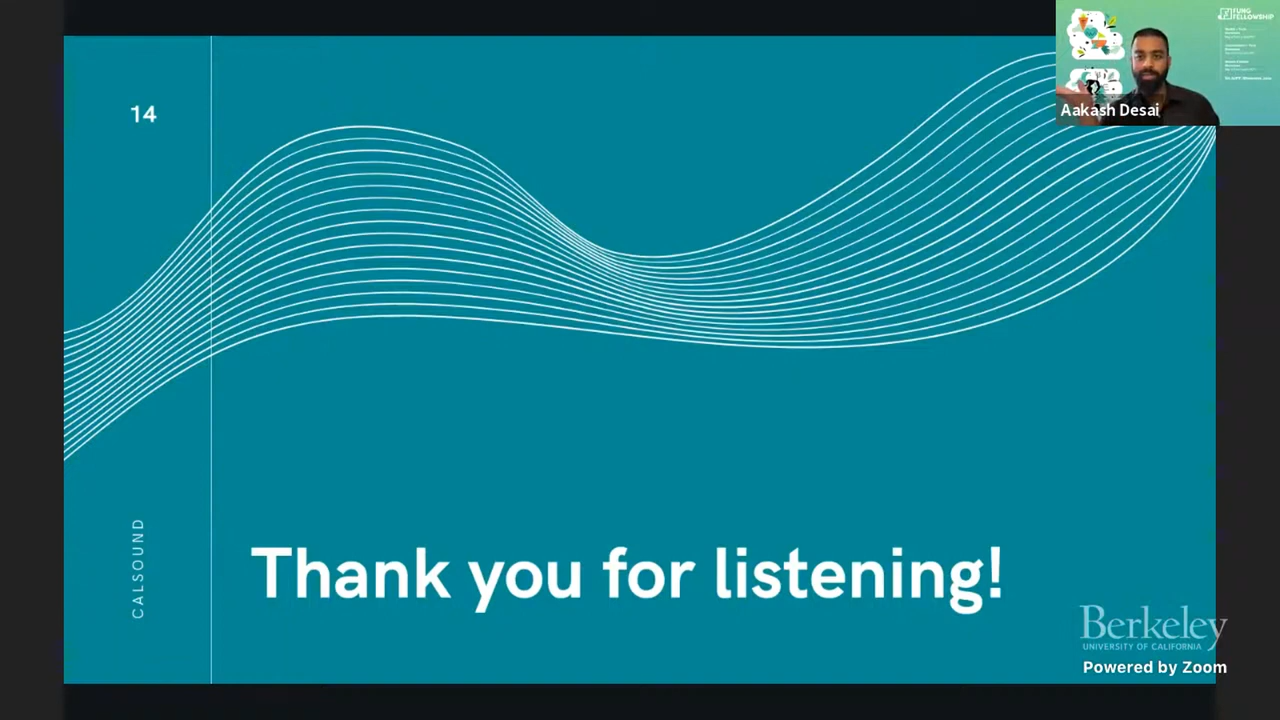 14
CALSOUND
Thank you for listening!
FUNG
FELLOWSHIP
Aakash Desai
Berkeley
UNIVERSITY OF CALIFORNIA
Powered by Zoom